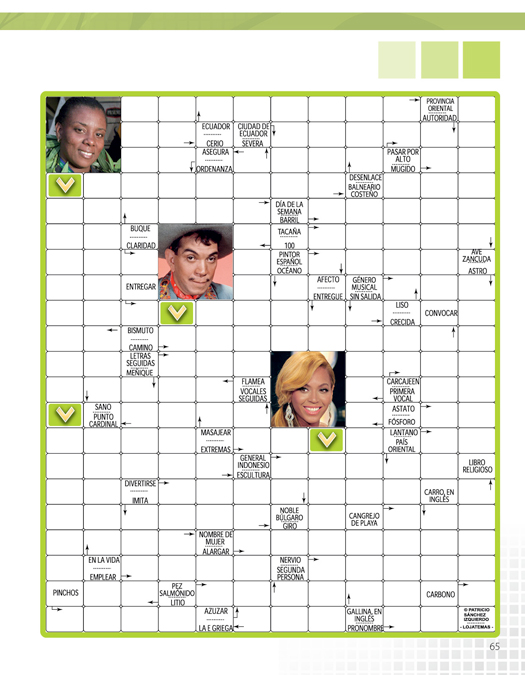 PROVINCIA
ORIENTAL
AUTORIDAD
ECUADOR
CERIO
CIUDAD DE
ECUADOR
SEVERA
ASEGURA
ORDENANZA
PASAR POR
ALTO
MUGIDO
DESENLACE
BALNEARIO
COSTEÑO
DÍA DE LA
SEMANA
BARRIL
BUQUE
CLARIDAD
TACAÑA
100
PINTOR
ESPAÑOL
OCÉANO
AVE
ZANCUDA
ASTRO
ENTREGAR
AFECTO
ENTREGUE
GÉNERO
MUSICAL
SIN SALIDA
LISO
CRECIDA
CONVOCAR
BISMUTO
CAMINO
LETRAS
SEGUIDAS
MEÑIQUE
FLAMEA
VOCALES
SEGUIDAS
CARCAJEEN
PRIMERA
VOCAL
SANO
PUNTO
CARDINAL
ASTATO
FÓSFORO
MASAJEAR
EXTREMAS
LANTANO
PAÍS
ORIENTAL
GENERAL
INDONESIO
ESCULTURA
LIBRO
RELIGIOSO
DIVERTIRSE
IMITA
CARRO, EN
INGLÉS
NOBLE
BÚLGARO
GIRO
CANGREJO
DE PLAYA
NOMBRE DE
MUJER
ALARGAR
EN LA VIDA
EMPLEAR
NERVIO
SEGUNDA
PERSONA
PINCHOS
PEZ
SALMÓNIDO
LITIO
CARBONO
AZUZAR
LA E GRIEGA
GALLINA, EN
INGLÉS
PRONOMBRE
© PATRICIO
SÁNCHEZ
IZQUIERDO
- LOJATEMAS -
65